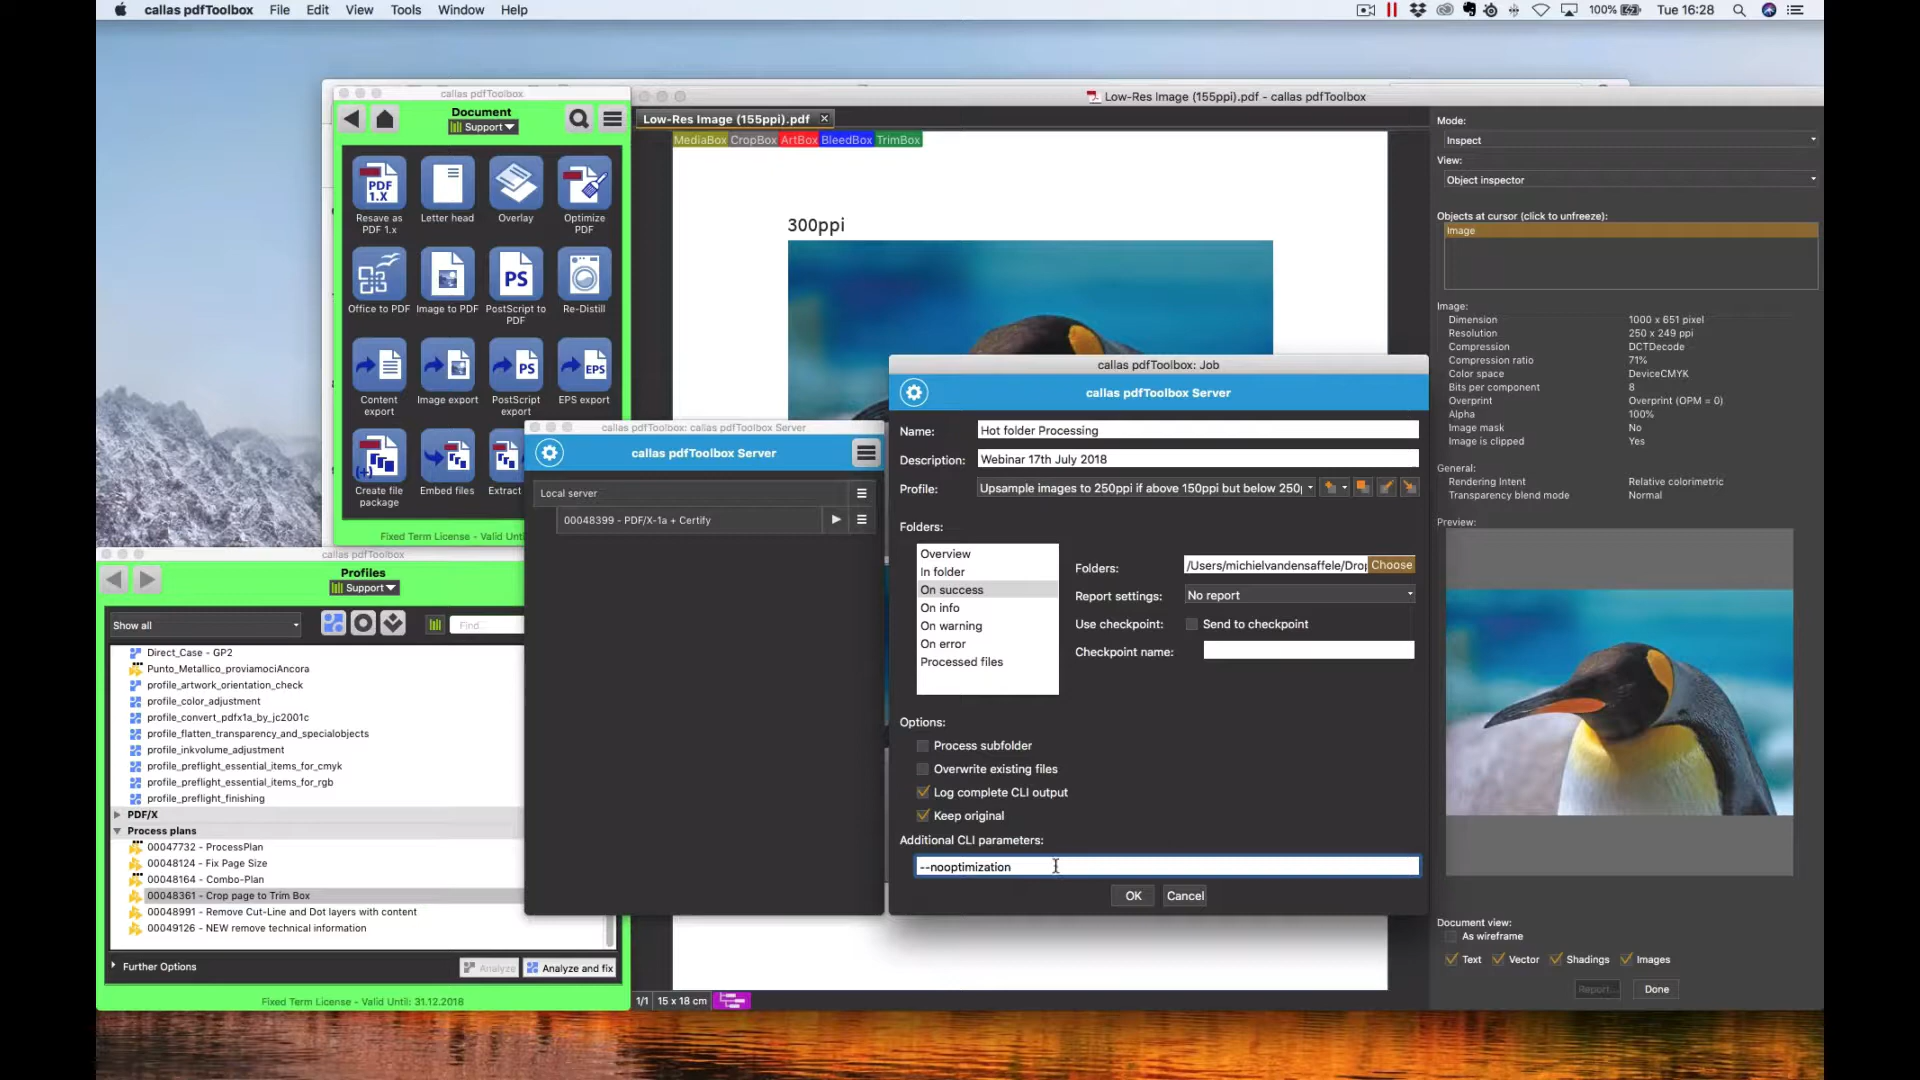 callas pdfToolbox File Edit View Tools Window Help
100% Tue 16:28
callas pdfToolbox
Document
Support
Resave as PDF 1.x
Letter head
Overlay
Optimize PDF
Office to PDF
Image to PDF
PostScript to PDF
Re-Distill
Content export
Image export
PostScript export
EPS export
Create file package
Embed files
Extract
Fixed Term License - Valid Unt
callas pdfToolbox
Profiles
Support
Show all
Find...
Direct_Case - GP2
Punto_Metallico_proviamociAncora
profile_artwork_orientation_check
profile_color_adjustment
profile_convert_pdfx1a_by_jc2001c
profile_flatten_transparency_and_specialobjects
profile_inkvolume_adjustment
profile_preflight_essential_items_for_cmyk
profile_preflight_essential_items_for_rgb
profile_preflight_finishing
PDF/X
Process plans
00047732 - ProcessPlan
00048124 - Fix Page Size
00048164 - Combo-Plan
00048361 - Crop page to Trim Box
00048991 - Remove Cut-Line and Dot layers with content
00049126 - NEW remove technical information
Further Options
Analyze
Analyze and fix
Fixed Term License - Valid Until: 31.12.2018
Low-Res Image (155ppi).pdf - callas pdfToolbox
Low-Res Image (155ppi).pdf
MediaBox CropBox ArtBox BleedBox TrimBox
300ppi
1/1 15 x 18 cm
callas pdfToolbox: callas pdfToolbox Server
callas pdfToolbox Server
Local server
00048399 - PDF/X-1a + Certify
callas pdfToolbox: Job
callas pdfToolbox Server
Name: Hot folder Processing
Description: Webinar 17th July 2018
Profile: Upsample images to 250ppi if above 150ppi but below 250p
Folders:
Overview
In folder
On success
On info
On warning
On error
Processed files
Folders: /Users/michielvandensaffele/Drop Choose
Report settings: No report
Use checkpoint: Send to checkpoint
Checkpoint name:
Options:
Process subfolder
Overwrite existing files
Log complete CLI output
Keep original
Additional CLI parameters:
--nooptimization
OK Cancel
Mode:
Inspect
View:
Object inspector
Objects at cursor (click to unfreeze):
Image
Image:
Dimension 1000 x 651 pixel
Resolution 250 x 249 ppi
Compression DCTDecode
Compression ratio 71%
Color space DeviceCMYK
Bits per component 8
Overprint Overprint (OPM = 0)
Alpha 100%
Image mask No
Image is clipped Yes
General:
Rendering Intent Relative colorimetric
Transparency blend mode Normal
Preview:
Document view:
As wireframe
Text Vector Shadings Images
Report... Done